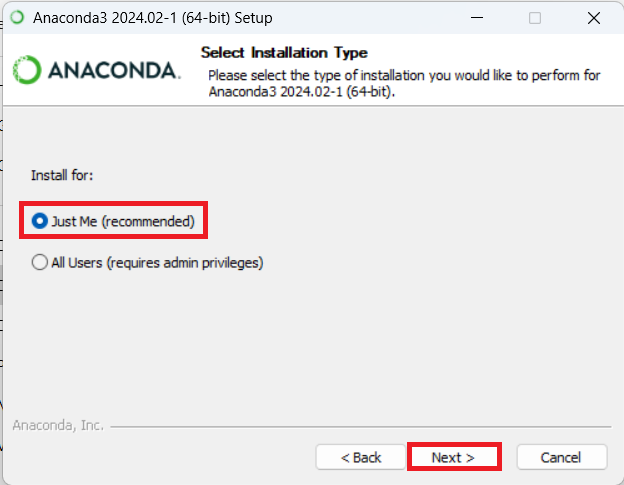 Anaconda3 2024.02-1 (64-bit) Setup
ANACONDA.
Select Installation Type
Please select the type of installation you would like to perform for
Anaconda3 2024.02-1 (64-bit).
Install for:
Just Me (recommended)
All Users (requires admin privileges)
Anaconda, Inc.
< Back
Next >
Cancel